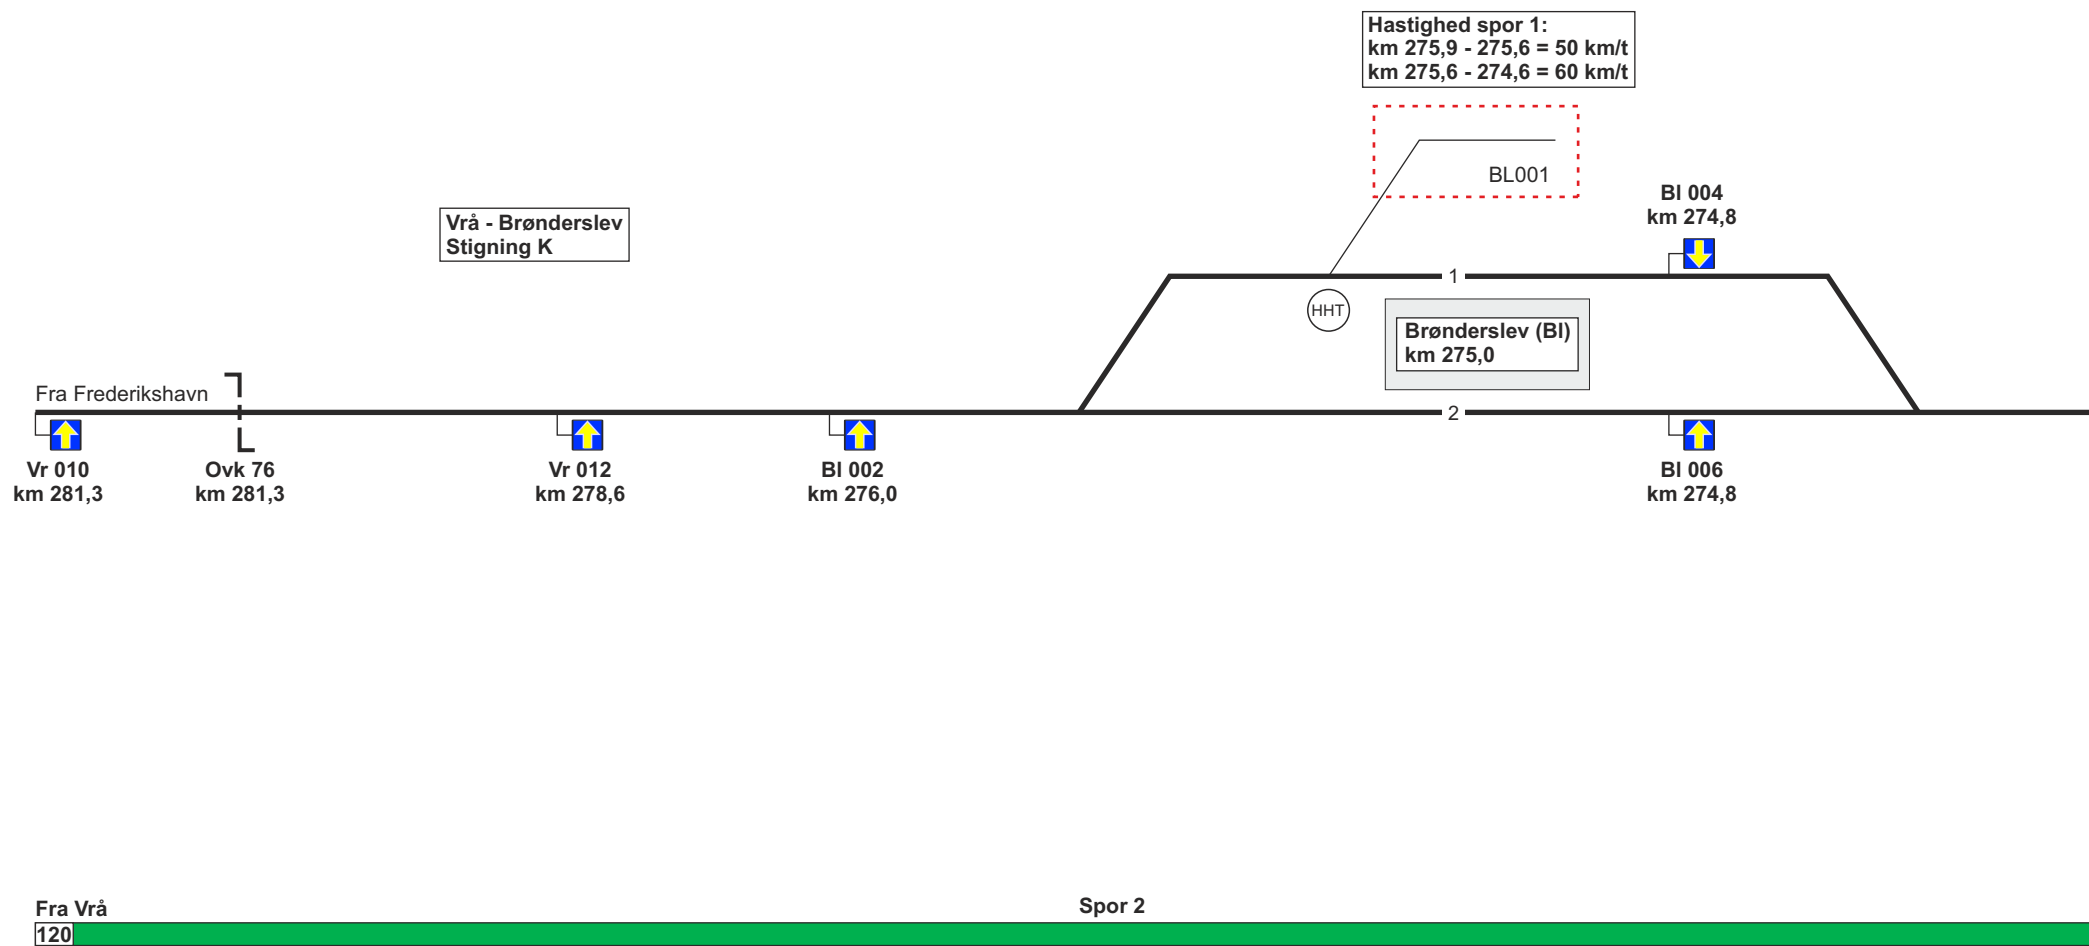 Hastighed spor 1:
km 275,9 - 275,6 = 50 km/t
km 275,6 - 274,6 = 60 km/t
BL001
Bl 004
km 274,8
Vrå - Brønderslev
Stigning K
1
HHT
Brønderslev (Bl)
km 275,0
Fra Frederikshavn
2
Vr 010
km 281,3
Ovk 76
km 281,3
Vr 012
km 278,6
Bl 002
km 276,0
Bl 006
km 274,8
Fra Vrå
Spor 2
120